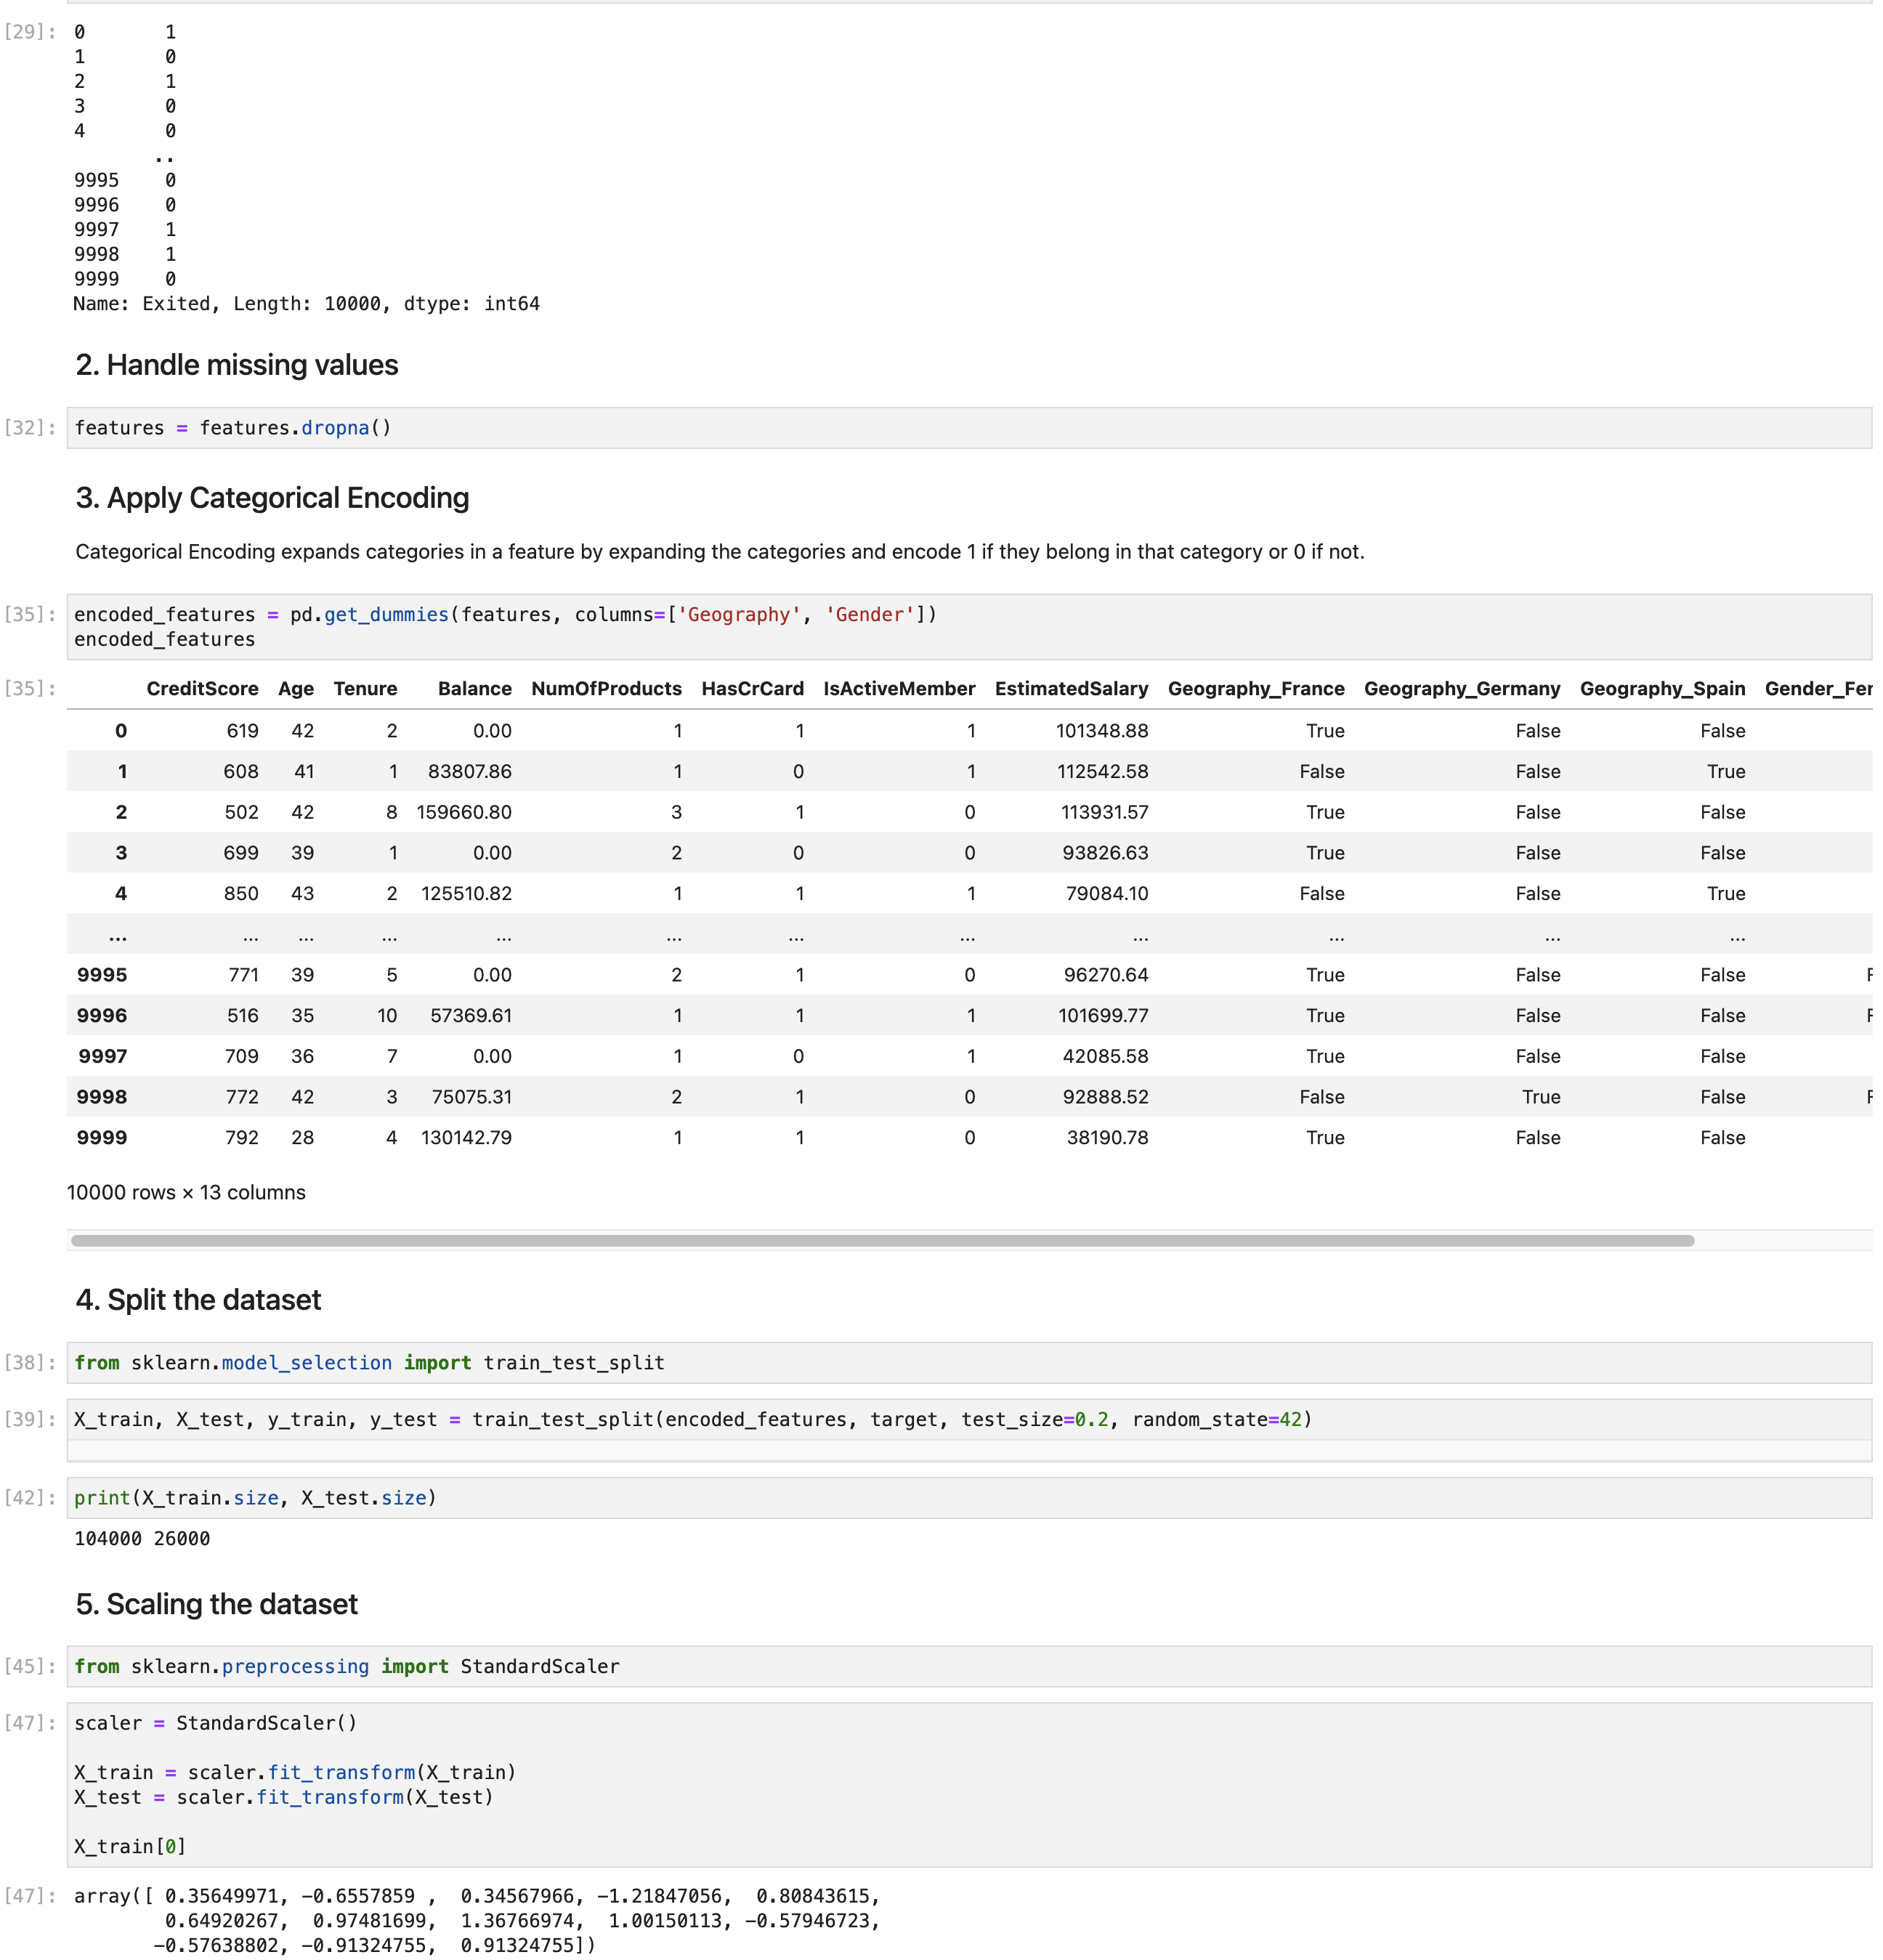 [29]: 0 1
1 0
2 1
3 0
4 0
..
9995 0
9996 0
9997 1
9998 1
9999 0
Name: Exited, Length: 10000, dtype: int64
2. Handle missing values
[32]: features = features.dropna()
3. Apply Categorical Encoding
Categorical Encoding expands categories in a feature by expanding the categories and encode 1 if they belong in that category or 0 if not.
[35]: encoded_features = pd.get_dummies(features, columns=['Geography', 'Gender'])
encoded_features
[35]: CreditScore Age Tenure Balance NumOfProducts HasCrCard IsActiveMember EstimatedSalary Geography_France Geography_Germany Geography_Spain Gender_Fer
0 619 42 2 0.00 1 1 1 101348.88 True False False
1 608 41 1 83807.86 1 0 1 112542.58 False False True
2 502 42 8 159660.80 3 1 0 113931.57 True False False
3 699 39 1 0.00 2 0 0 93826.63 True False False
4 850 43 2 125510.82 1 1 1 79084.10 False False True
... ... ... ... ... ... ... ... ... ... ... ...
9995 771 39 5 0.00 2 1 0 96270.64 True False False F
9996 516 35 10 57369.61 1 1 1 101699.77 True False False F
9997 709 36 7 0.00 1 0 1 42085.58 True False False
9998 772 42 3 75075.31 2 1 0 92888.52 False True False F
9999 792 28 4 130142.79 1 1 0 38190.78 True False False
10000 rows × 13 columns
4. Split the dataset
[38]: from sklearn.model_selection import train_test_split
[39]: X_train, X_test, y_train, y_test = train_test_split(encoded_features, target, test_size=0.2, random_state=42)
[42]: print(X_train.size, X_test.size)
104000 26000
5. Scaling the dataset
[45]: from sklearn.preprocessing import StandardScaler
[47]: scaler = StandardScaler()
X_train = scaler.fit_transform(X_train)
X_test = scaler.fit_transform(X_test)
X_train[0]
[47]: array([ 0.35649971, -0.6557859 , 0.34567966, -1.21847056, 0.80843615,
0.64920267, 0.97481699, 1.36766974, 1.00150113, -0.57946723,
-0.57638802, -0.91324755, 0.91324755])